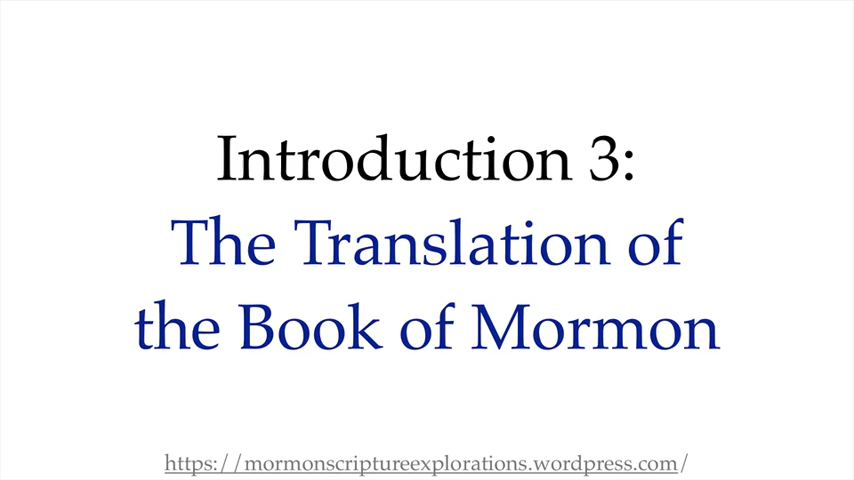 Introduction 3:
The Translation of
the Book of Mormon
https://mormonscriptureexplorations.wordpress.com/